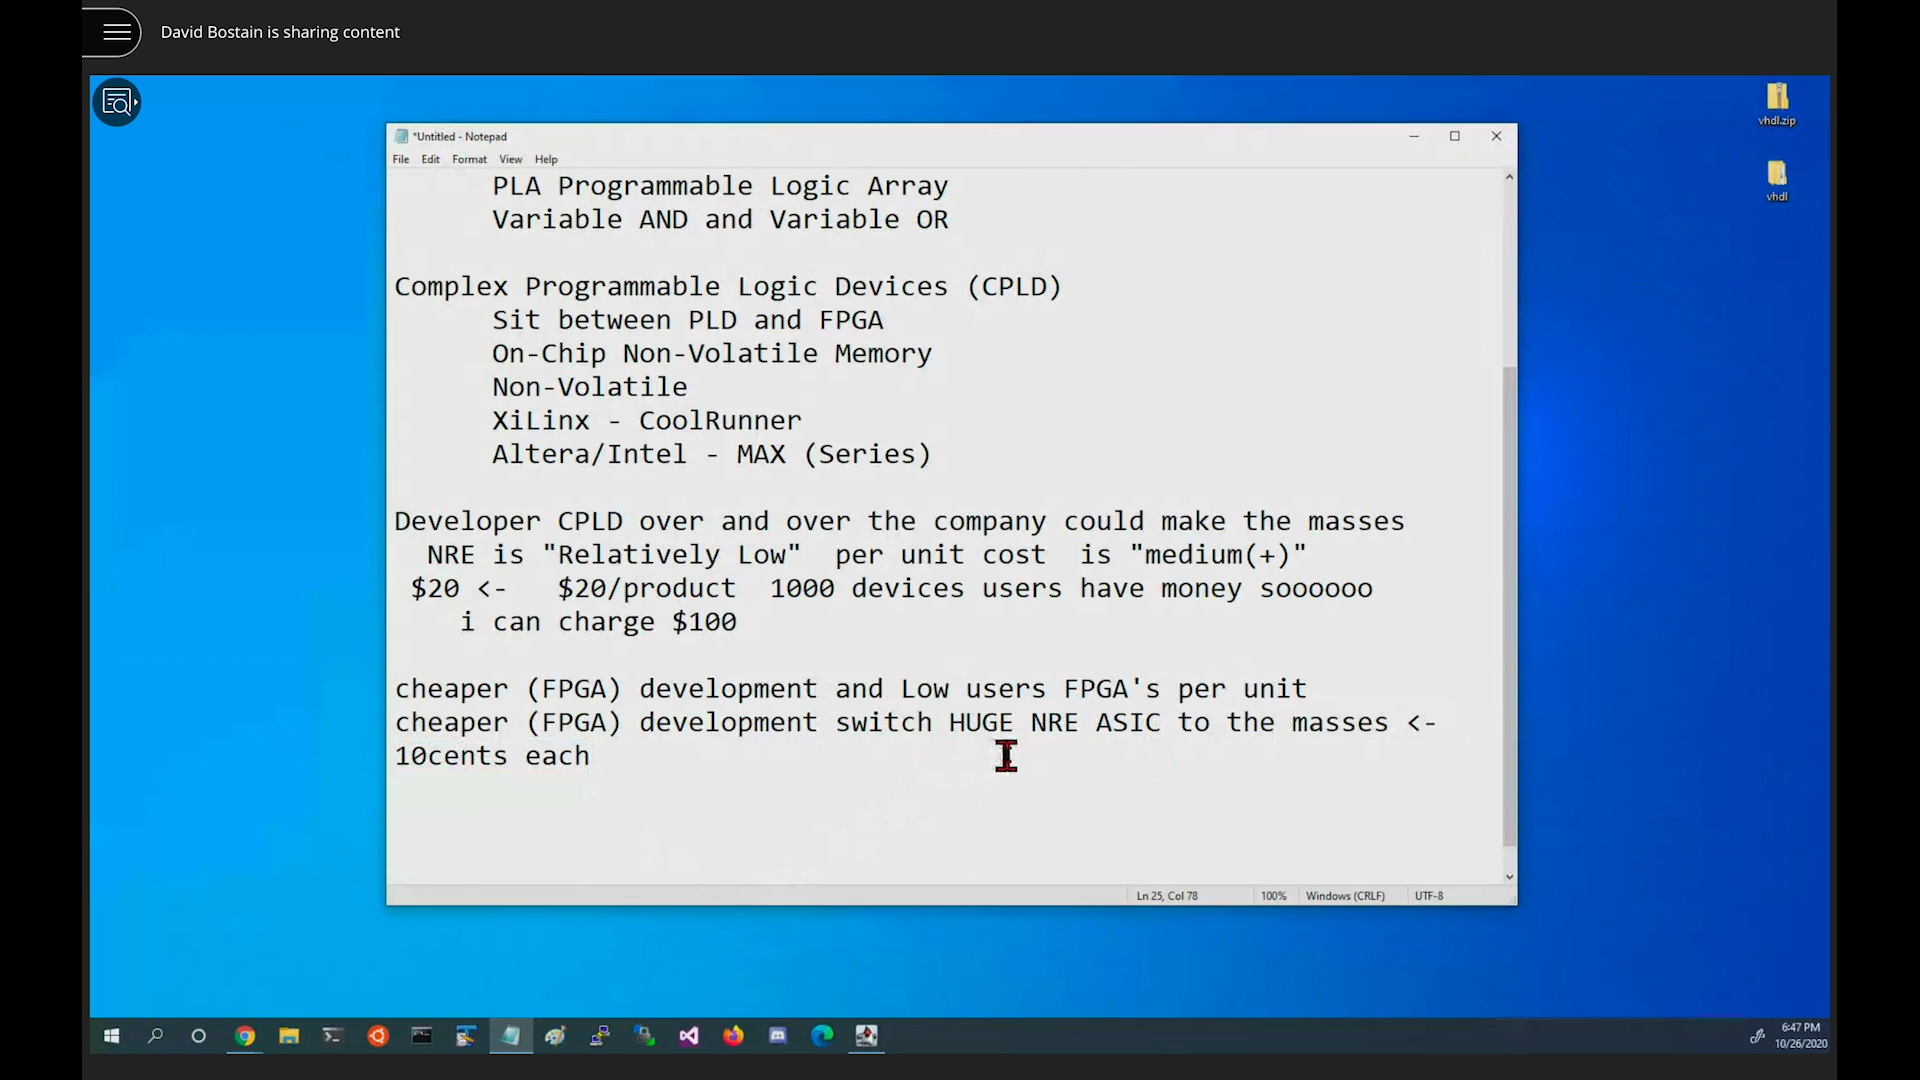 David Bostain is sharing content
vhdl.zip
vhdl
*Untitled - Notepad
File Edit Format View Help
PLA Programmable Logic Array
Variable AND and Variable OR
Complex Programmable Logic Devices (CPLD)
Sit between PLD and FPGA
On-Chip Non-Volatile Memory
Non-Volatile
XiLinx - CoolRunner
Altera/Intel - MAX (Series)
Developer CPLD over and over the company could make the masses
NRE is "Relatively Low" per unit cost is "medium(+)"
$20 <- $20/product 1000 devices users have money soooooo
i can charge $100
cheaper (FPGA) development and Low users FPGA's per unit
cheaper (FPGA) development switch HUGE NRE ASIC to the masses <-
10cents each
Ln 25, Col 78 100% Windows (CRLF) UTF-8
6:47 PM
10/26/2020